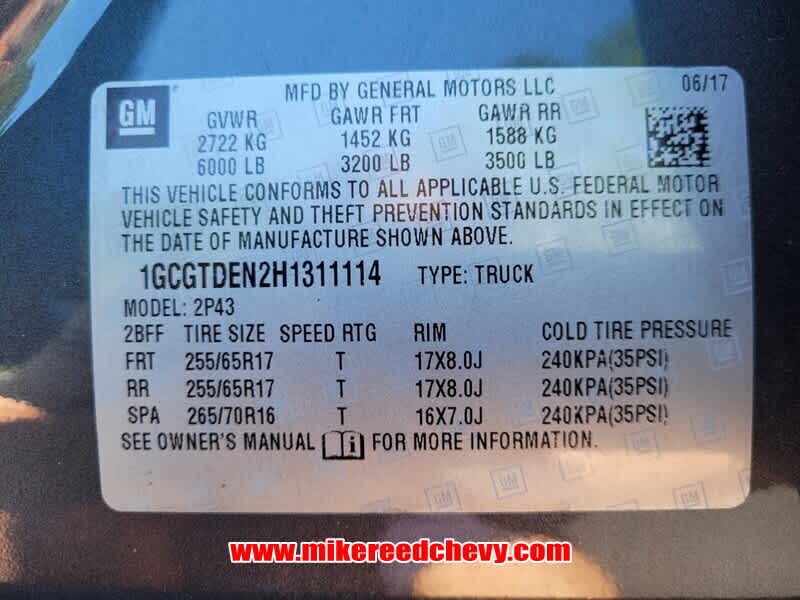 MFD BY GENERAL MOTORS LLC 06/17
GM GVWR GAWR FRT GAWR RR
2722 KG 1452 KG 1588 KG
6000 LB 3200 LB 3500 LB
THIS VEHICLE CONFORMS TO ALL APPLICABLE U.S. FEDERAL MOTOR
VEHICLE SAFETY AND THEFT PREVENTION STANDARDS IN EFFECT ON
THE DATE OF MANUFACTURE SHOWN ABOVE.
1GCGTDEN2H1311114 TYPE: TRUCK
MODEL: 2P43
2BFF TIRE SIZE SPEED RTG RIM COLD TIRE PRESSURE
FRT 255/65R17 T 17X8.0J 240KPA(35PSI)
RR 255/65R17 T 17X8.0J 240KPA(35PSI)
SPA 265/70R16 T 16X7.0J 240KPA(35PSI)
SEE OWNER'S MANUAL i FOR MORE INFORMATION.
www.mikereedchevy.com